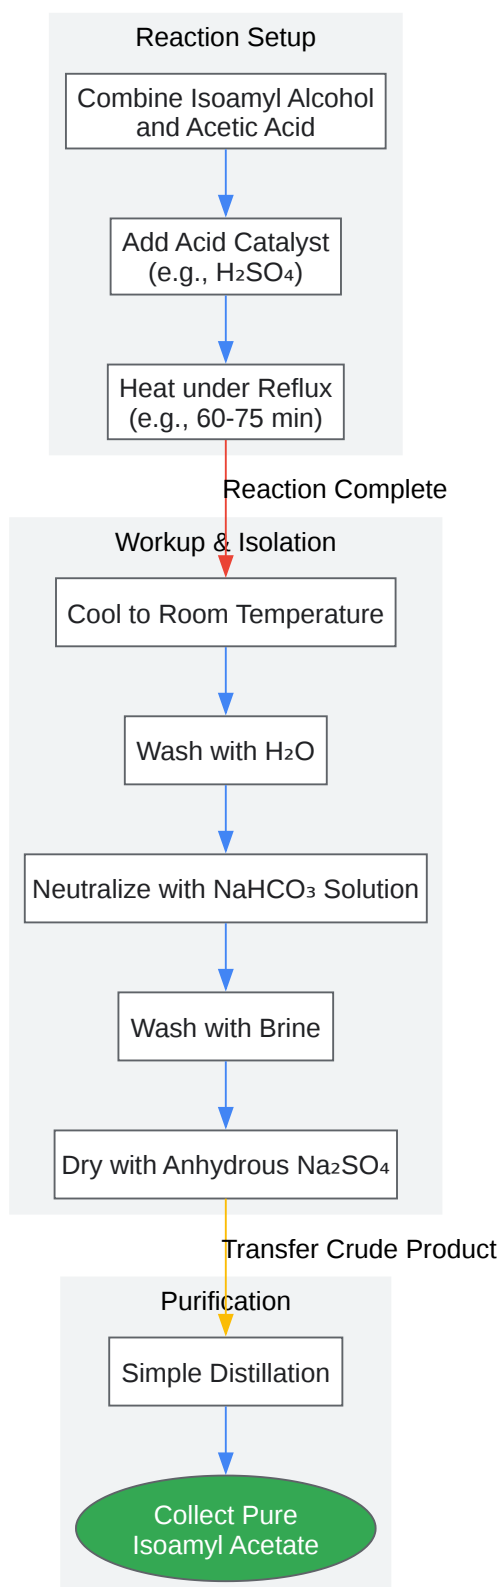 Reaction Setup
Combine Isoamyl Alcohol
and Acetic Acid
Add Acid Catalyst
(e.g., H₂SO₄)
Heat under Reflux
(e.g., 60-75 min)
Reaction Complete
Workup & Isolation
Cool to Room Temperature
Wash with H₂O
Neutralize with NaHCO₃ Solution
Wash with Brine
Dry with Anhydrous Na₂SO₄
Transfer Crude Product
Purification
Simple Distillation
Collect Pure
Isoamyl Acetate